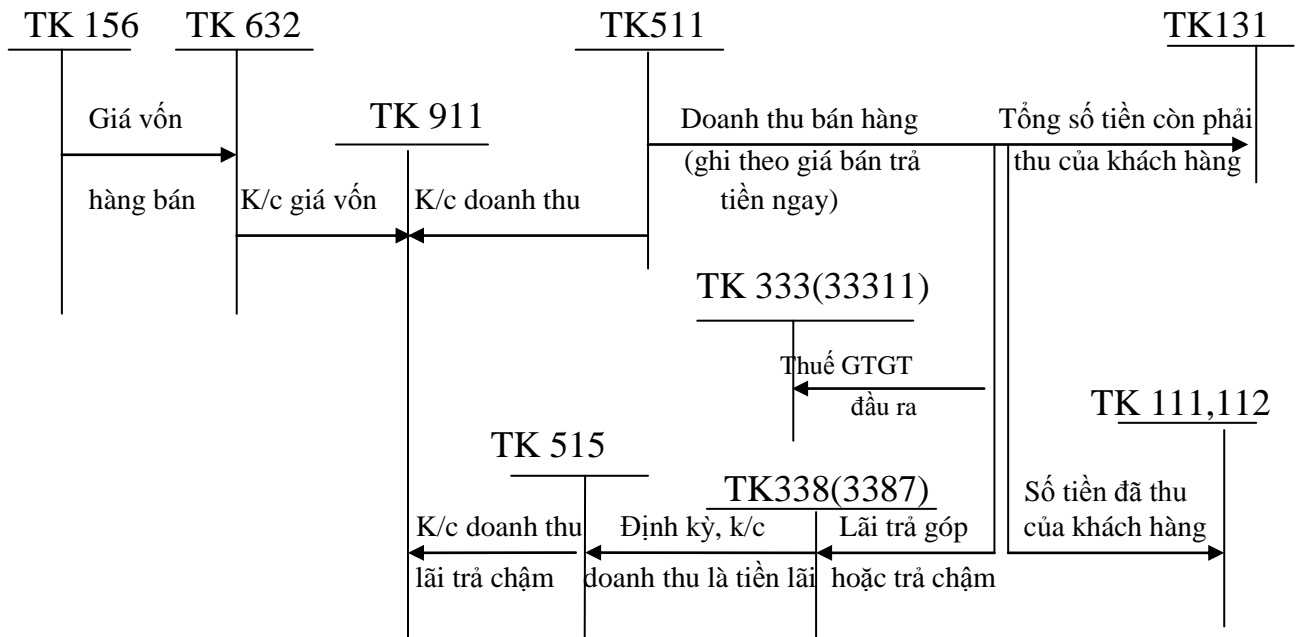 TK 156 TK 632 TK511 TK131
Giá vốn
hàng bán
TK 911
K/c giá vốn
K/c doanh thu
Doanh thu bán hàng
(ghi theo giá bán trả
tiền ngay)
Tổng số tiền còn phải
thu của khách hàng
TK 333(33311)
Thuế GTGT
đầu ra
TK 111,112
Số tiền đã thu
của khách hàng
TK 515
TK338(3387)
K/c doanh thu
lãi trả chậm
Định kỳ, k/c
doanh thu là tiền lãi
Lãi trả góp
hoặc trả chậm